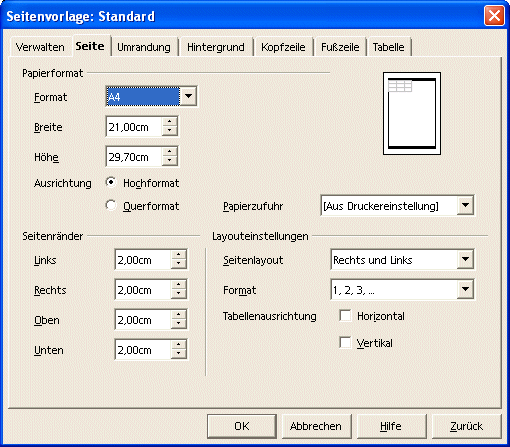 Seitenvorlage: Standard
Verwalten Seite Umrandung Hintergrund Kopfzeile Fußzeile Tabelle
Papierformat
Format A4
Breite 21,00cm
Höhe 29,70cm
Ausrichtung Hochformat
Querformat Papierzufuhr [Aus Druckereinstellung]
Seitenränder Layouteinstellungen
Links 2,00cm Seitenlayout Rechts und Links
Rechts 2,00cm Format 1, 2, 3, ...
Oben 2,00cm Tabellenausrichtung Horizontal
Unten 2,00cm Vertikal
OK Abbrechen Hilfe Zurück